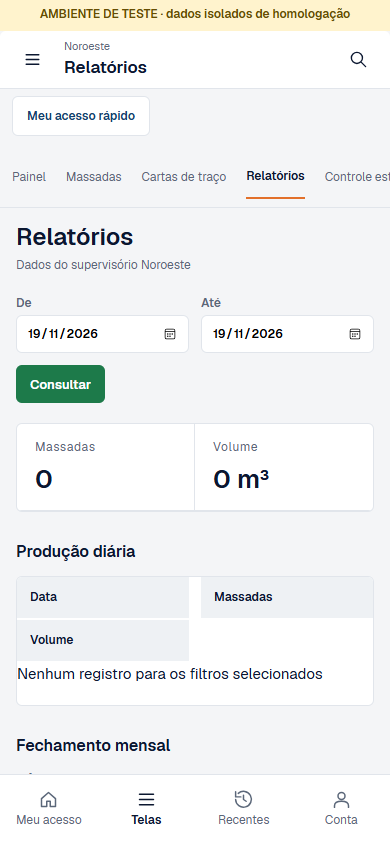 AMBIENTE DE TESTE · dados isolados de homologação
Noroeste
Relatórios
Meu acesso rápido
Painel Massadas Cartas de traço Relatórios Controle est
Relatórios
Dados do supervisório Noroeste
De Até
19/11/2026 19/11/2026
Consultar
Massadas Volume
0 0 m³
Produção diária
Data Massadas
Volume
Nenhum registro para os filtros selecionados
Fechamento mensal
Meu acesso Telas Recentes Conta